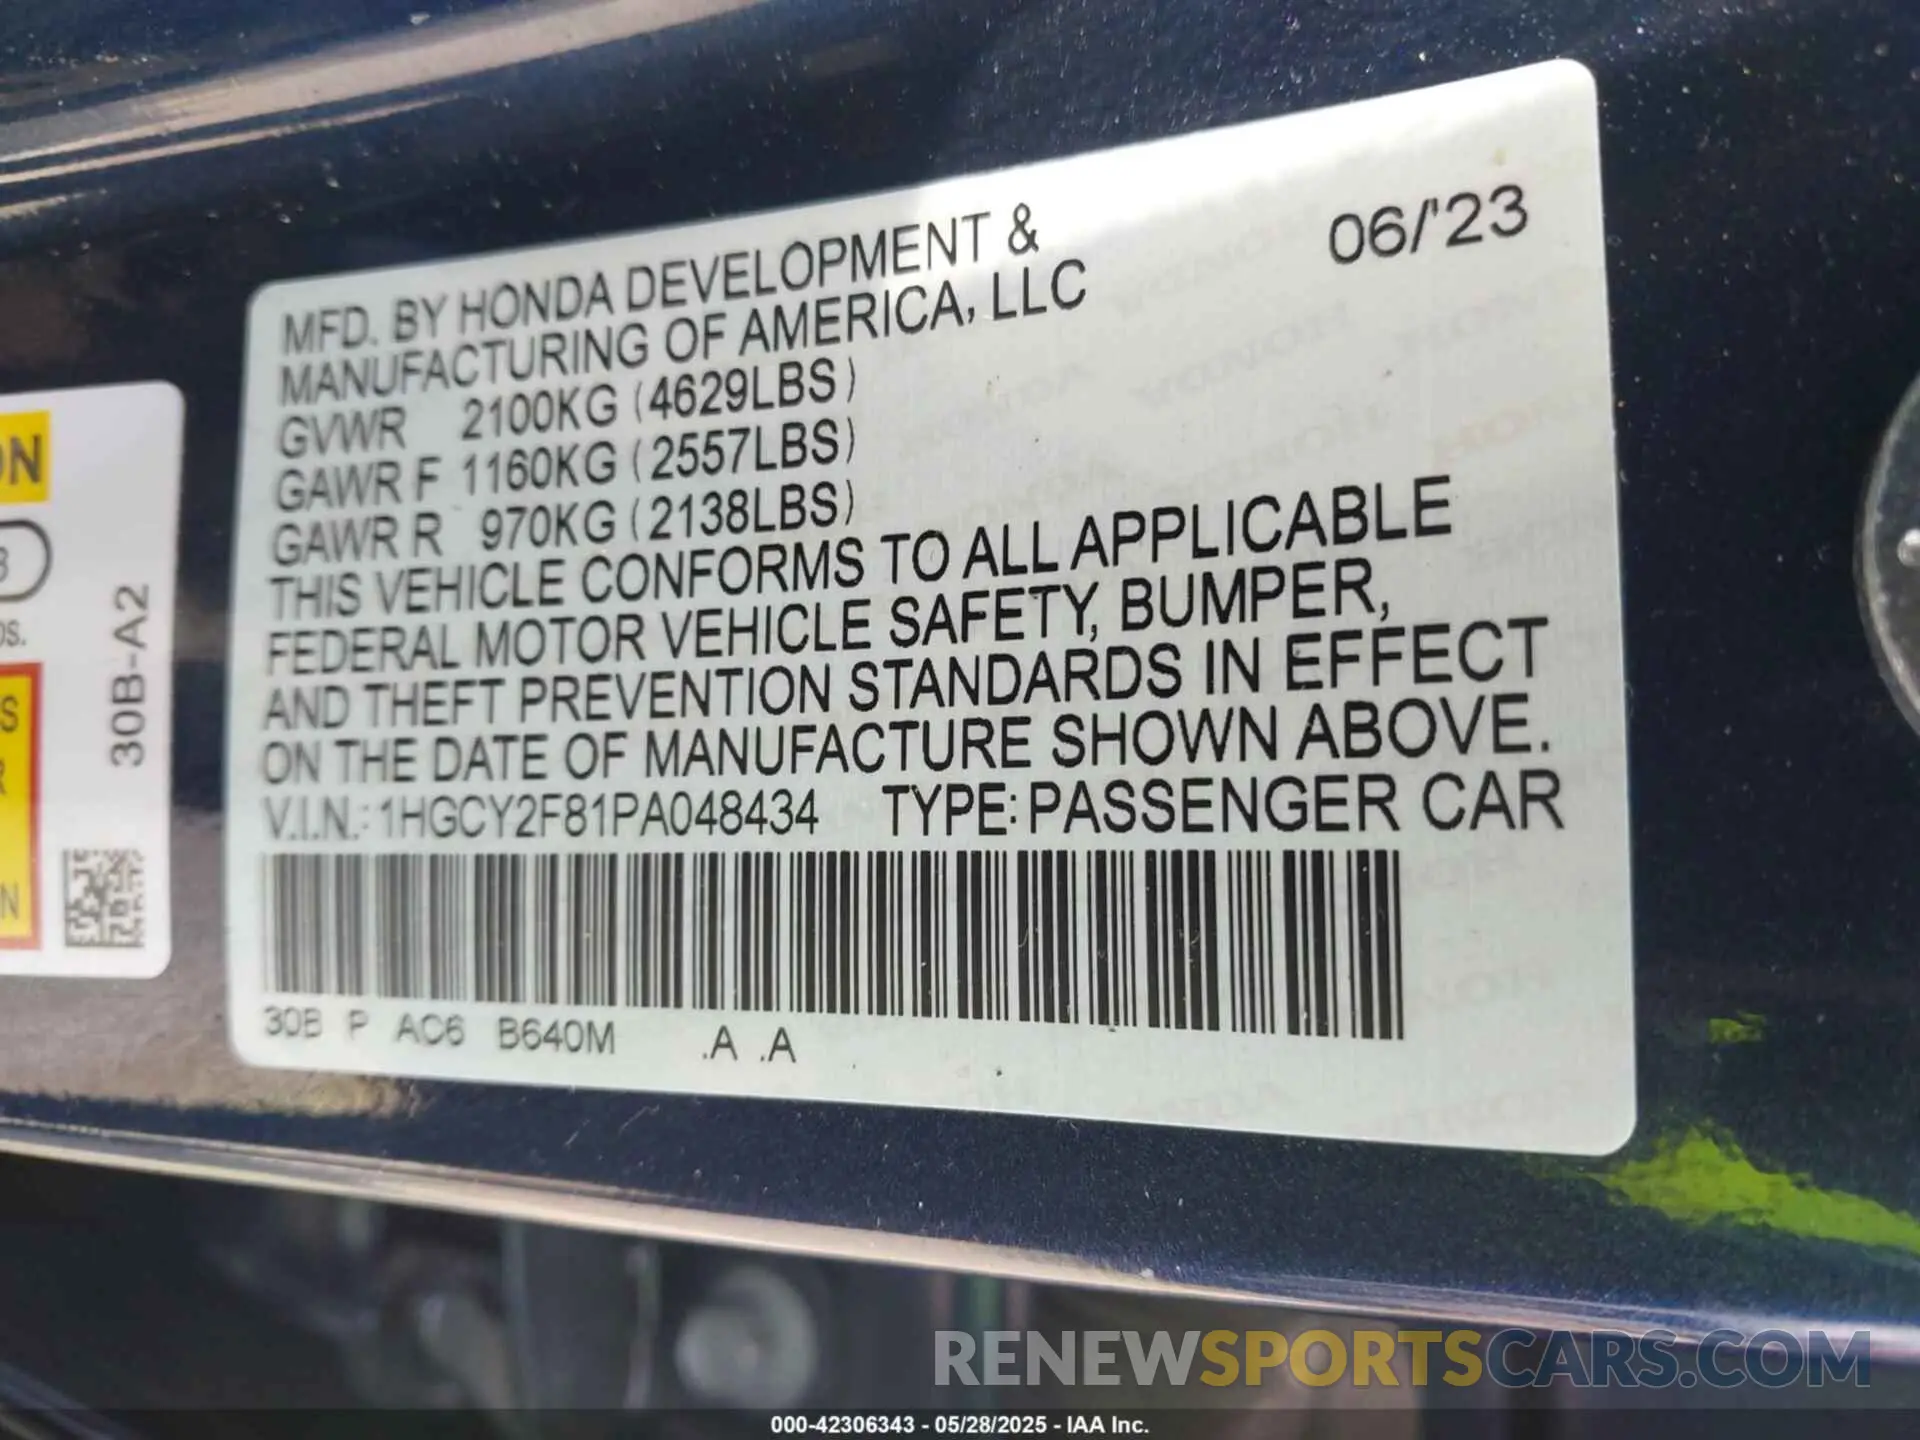 06/'23
MFD. BY HONDA DEVELOPMENT &
MANUFACTURING OF AMERICA, LLC
GVWR 2100KG (4629LBS)
GAWR F 1160KG (2557LBS)
GAWR R 970KG (2138LBS)
THIS VEHICLE CONFORMS TO ALL APPLICABLE
FEDERAL MOTOR VEHICLE SAFETY, BUMPER,
AND THEFT PREVENTION STANDARDS IN EFFECT
ON THE DATE OF MANUFACTURE SHOWN ABOVE.
V.I.N.: 1HGCY2F81PA048434 TYPE: PASSENGER CAR
30B P AC6 B640M .A .A
30B-A2
RENEWSPORTSCARS.COM
000-42306343 - 05/28/2025 - IAA Inc.